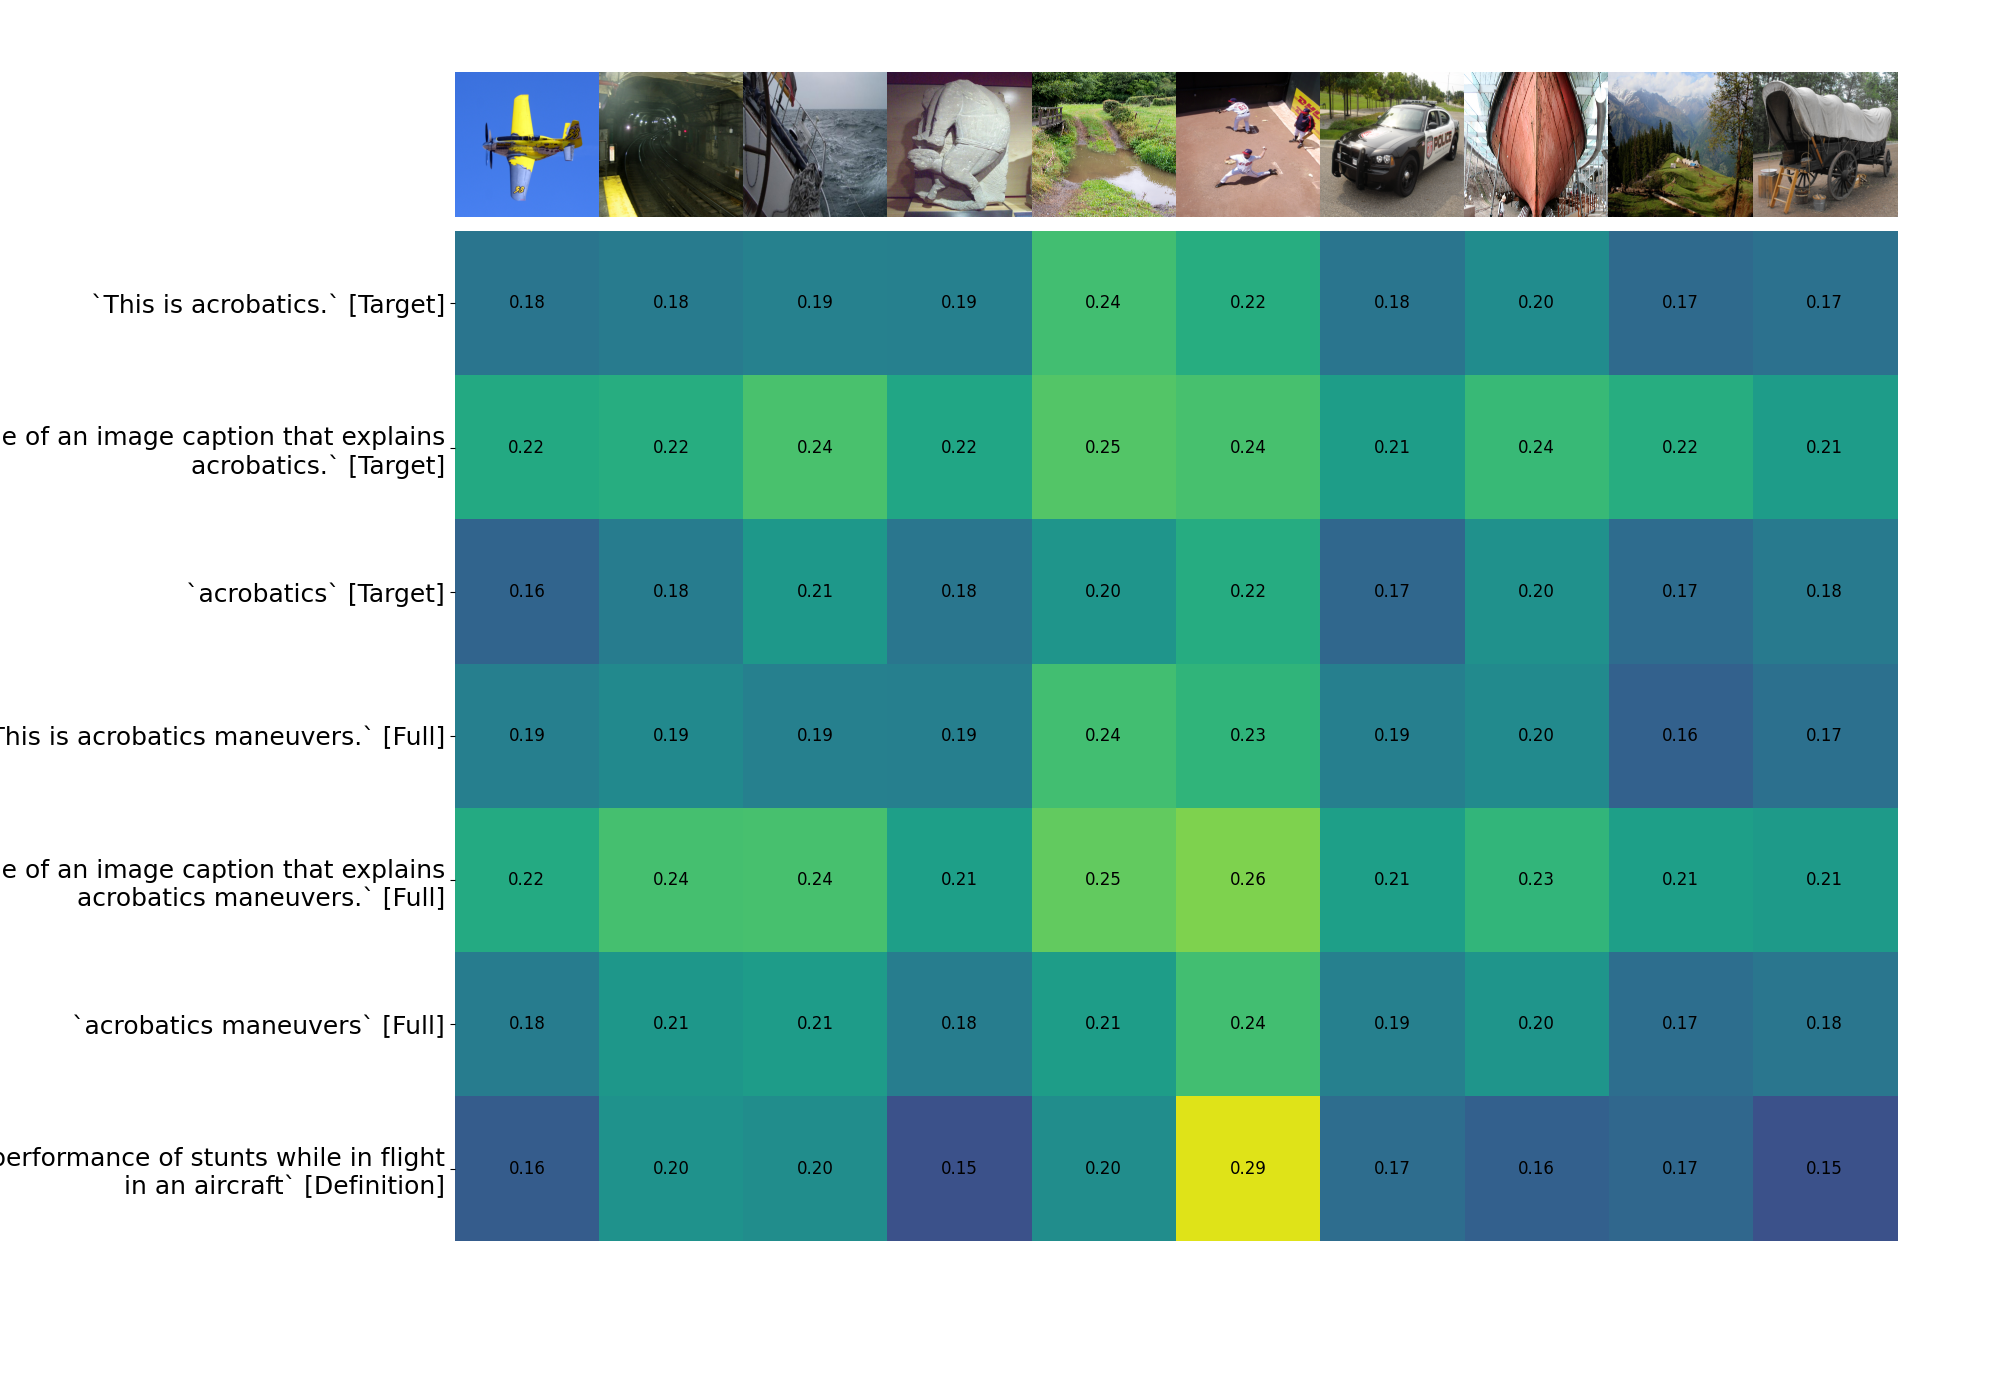 `This is acrobatics.` [Target]
0.18 0.18 0.19 0.19 0.24 0.22 0.18 0.20 0.17 0.17
of an image caption that explains
acrobatics.` [Target]
0.22 0.22 0.24 0.22 0.25 0.24 0.21 0.24 0.22 0.21
`acrobatics` [Target]
0.16 0.18 0.21 0.18 0.20 0.22 0.17 0.20 0.17 0.18
This is acrobatics maneuvers.` [Full]
0.19 0.19 0.19 0.19 0.24 0.23 0.19 0.20 0.16 0.17
of an image caption that explains
acrobatics maneuvers.` [Full]
0.22 0.24 0.24 0.21 0.25 0.26 0.21 0.23 0.21 0.21
`acrobatics maneuvers` [Full]
0.18 0.21 0.21 0.18 0.21 0.24 0.19 0.20 0.17 0.18
performance of stunts while in flight
in an aircraft` [Definition]
0.16 0.20 0.20 0.15 0.20 0.29 0.17 0.16 0.17 0.15